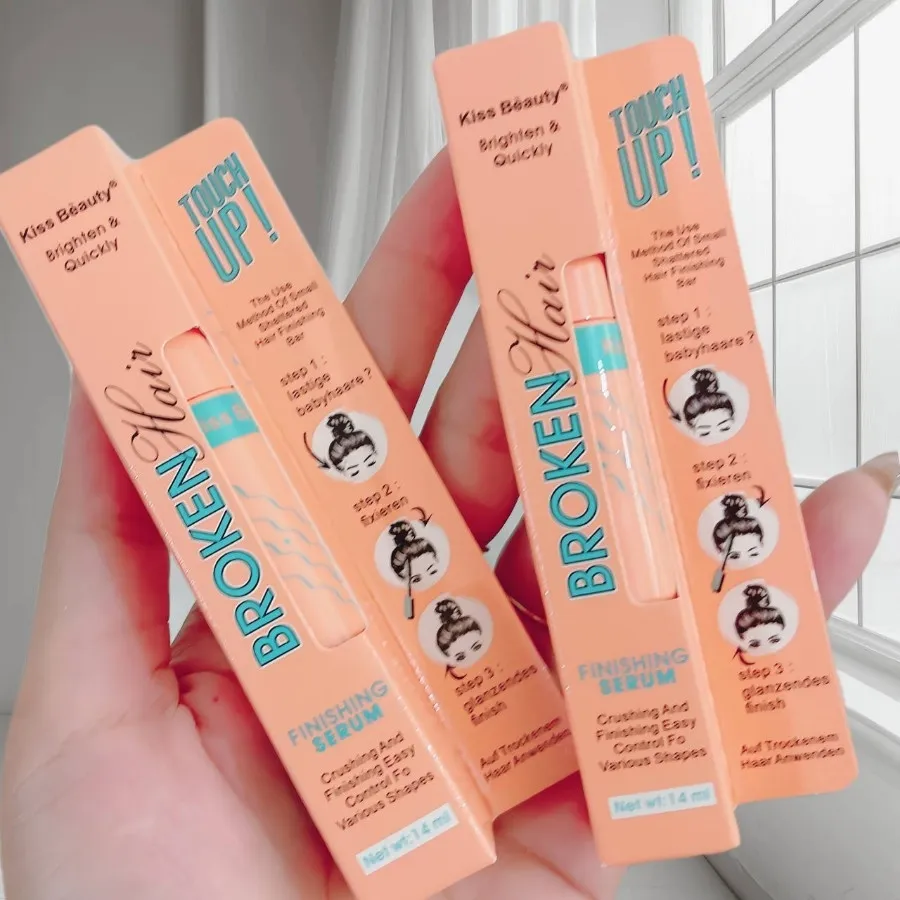 Kiss Bêauty®
Brighten &
Quickly
Hair
BROKEN
FINISHING
SERUM
Crushing And
Finishing Easy
Control Fo
Various Shapes
Net wt:14 ml
TOUCH
UP!
The Use
Method Of Small
Shattered
Hair Finishing
Bar
step 1 :
lastige
babyhaare ?
step 2 :
fixieren
step 3 :
glanzendes
finish
Auf Trockenem
Haar Anwenden
Kiss Bêauty®
Brighten &
Quickly
Hair
BROKEN
FINISHING
SERUM
Crushing And
Finishing Easy
Control Fo
Various Shapes
Net wt:14 ml
TOUCH
UP!
The Use
Method Of Small
Shattered
Hair Finishing
Bar
step 1 :
lastige
babyhaare ?
step 2 :
fixieren
step 3 :
glanzendes
finish
Auf Trockenem
Haar Anwenden